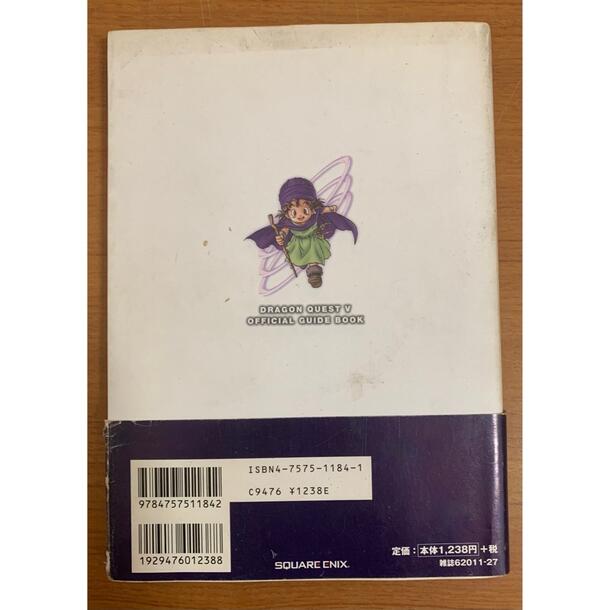 DRAGON QUEST V
OFFICIAL GUIDE BOOK
ISBN4-7575-1184-1
C9476 ¥1238E
9784757511842
1929476012388
SQUARE ENIX.
定価：本体1,238円+税
雑誌62011-27